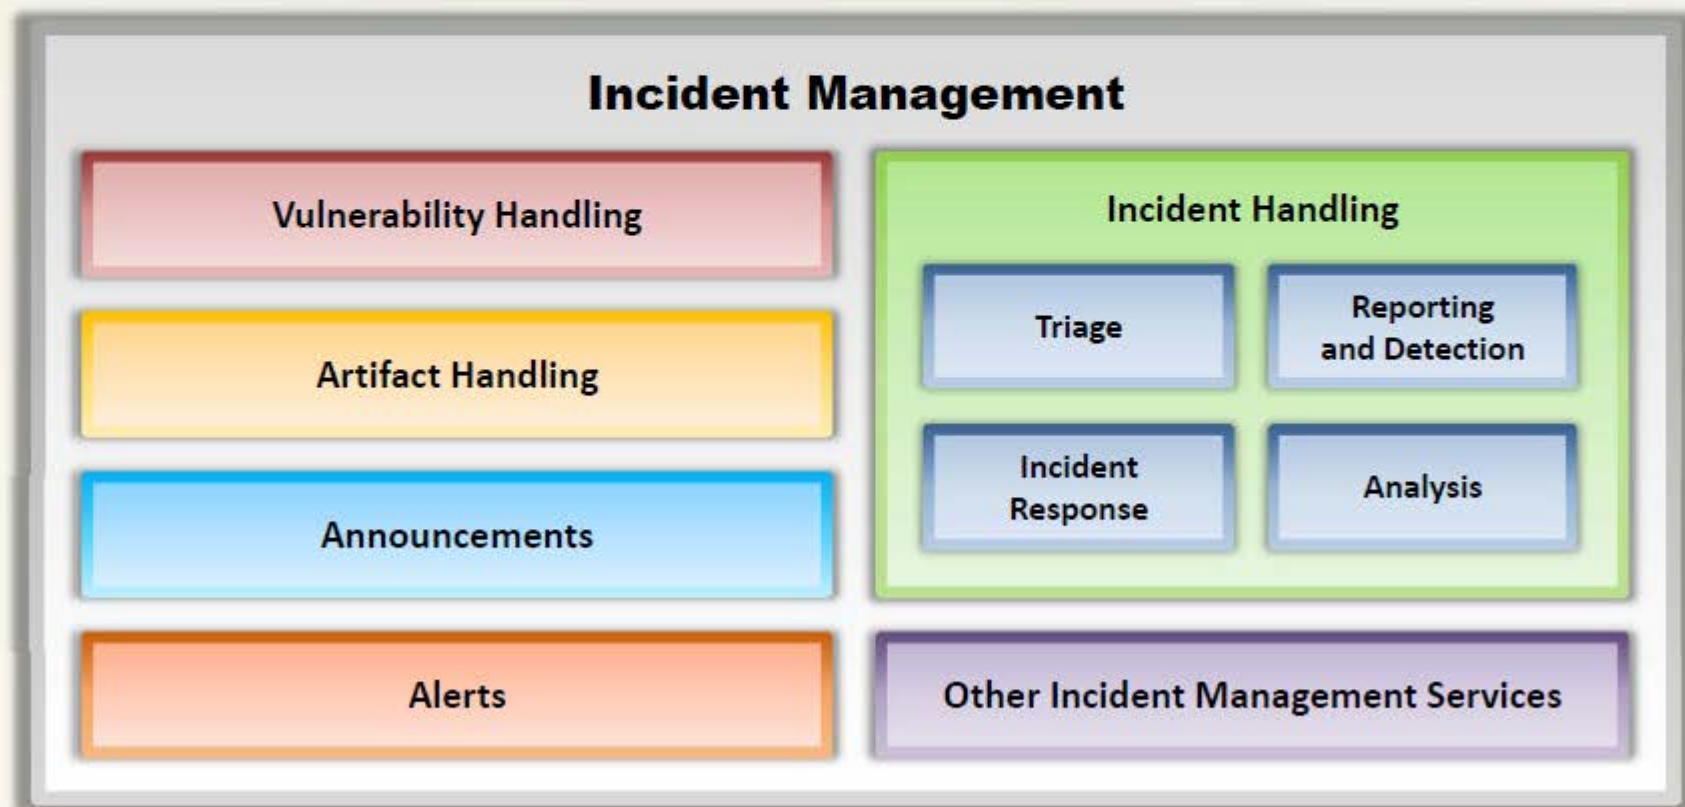 Incident Management
Vulnerability Handling
Artifact Handling
Announcements
Alerts
Incident Handling
Triage
Reporting
and Detection
Incident
Response
Analysis
Other Incident Management Services